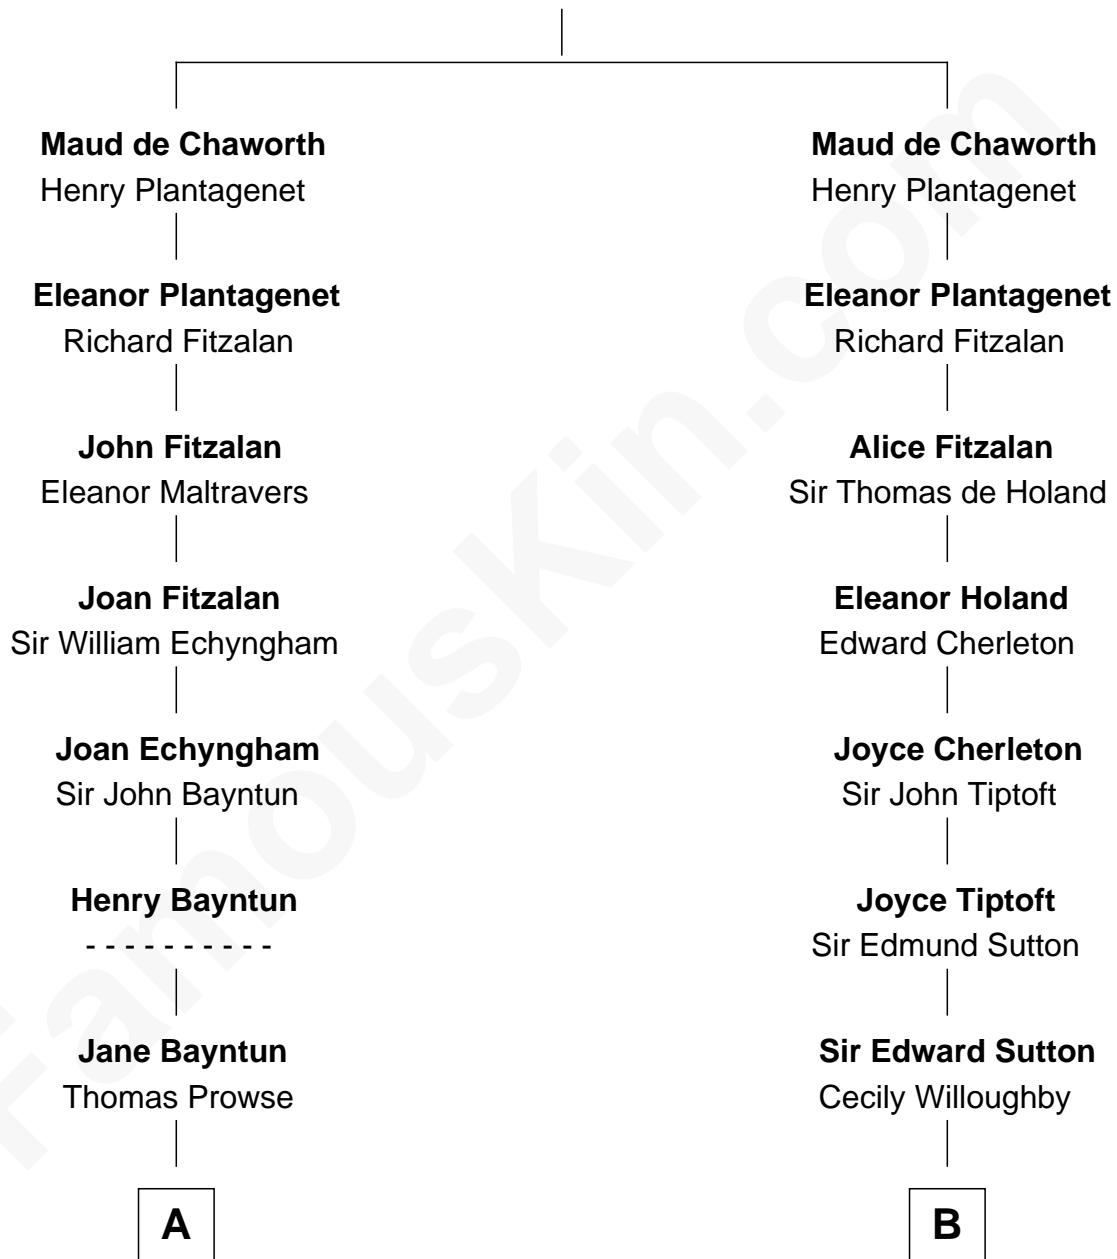 Maud de Chaworth
Henry Plantagenet
Eleanor Plantagenet
Richard Fitzalan
John Fitzalan
Eleanor Maltravers
Joan Fitzalan
Sir William Echyngham
Joan Echyngham
Sir John Bayntun
Henry Bayntun
- - - - - - - - - -
Jane Bayntun
Thomas Prowse
A
Maud de Chaworth
Henry Plantagenet
Eleanor Plantagenet
Richard Fitzalan
Alice Fitzalan
Sir Thomas de Holand
Eleanor Holand
Edward Cherleton
Joyce Cherleton
Sir John Tiptoft
Joyce Tiptoft
Sir Edmund Sutton
Sir Edward Sutton
Cecily Willoughby
B
FamousKin.com